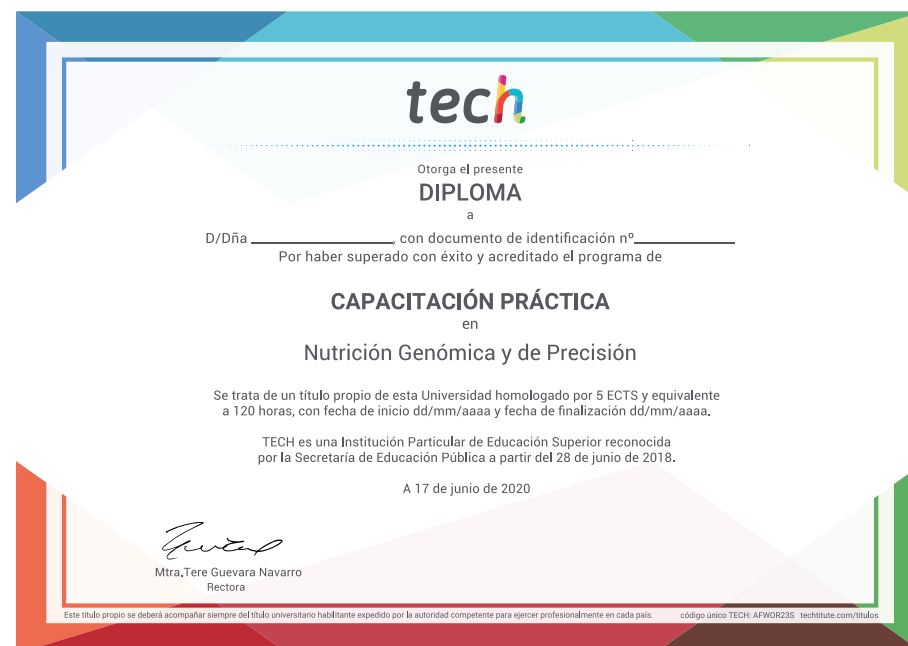 tech
Otorga el presente
DIPLOMA
a
D/Dña ____________________, con documento de identificación nº______________
Por haber superado con éxito y acreditado el programa de
CAPACITACIÓN PRÁCTICA
en
Nutrición Genómica y de Precisión
Se trata de un título propio de esta Universidad homologado por 5 ECTS y equivalente
a 120 horas, con fecha de inicio dd/mm/aaaa y fecha de finalización dd/mm/aaaa.
TECH es una Institución Particular de Educación Superior reconocida
por la Secretaría de Educación Pública a partir del 28 de junio de 2018.
A 17 de junio de 2020
Mtra.Tere Guevara Navarro
Rectora
Este título propio se deberá acompañar siempre del título universitario habilitante expedido por la autoridad competente para ejercer profesionalmente en cada país. código único TECH: AFWOR23S techtitute.com/titulos